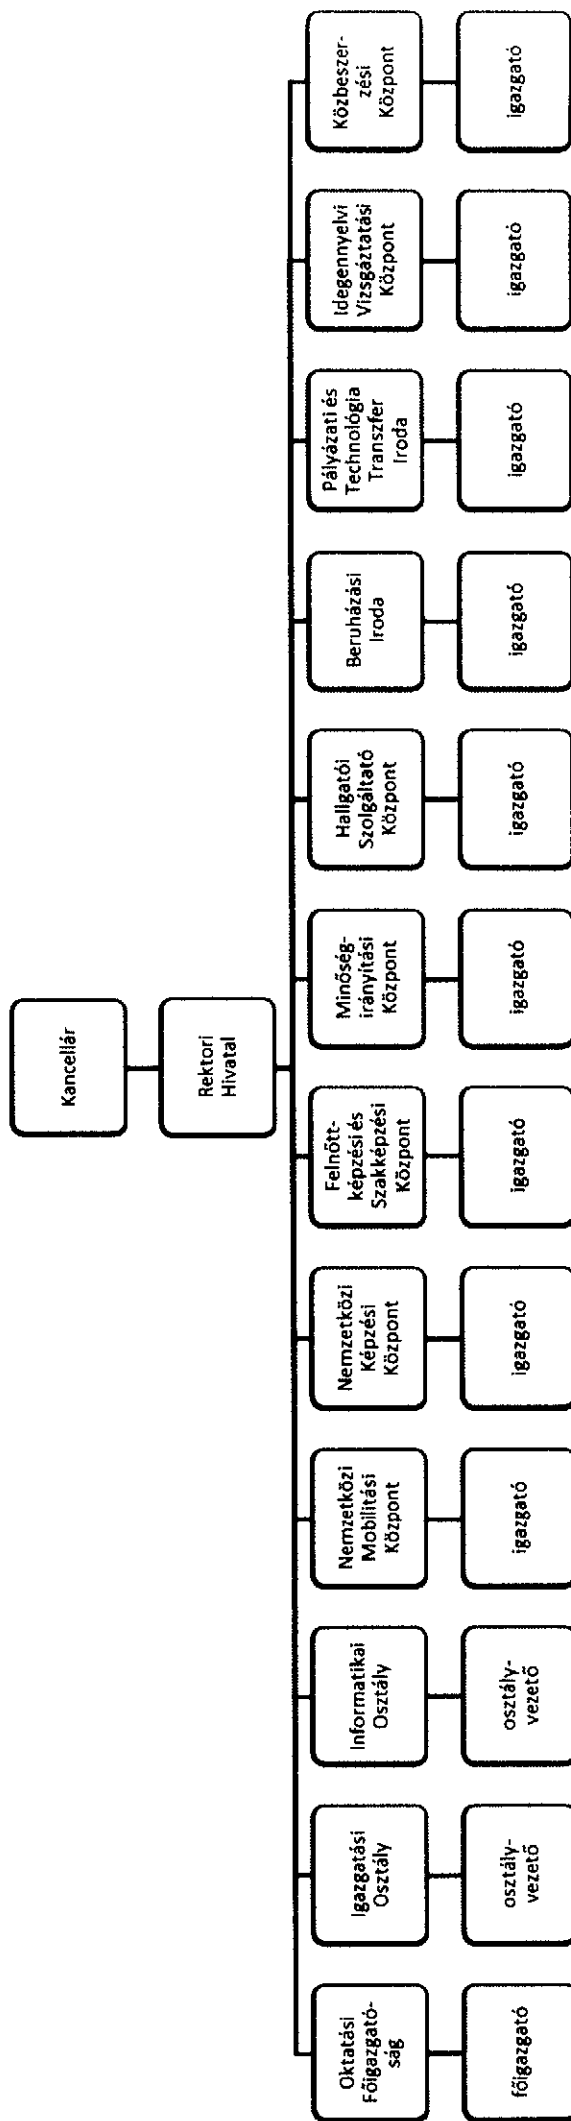 Kancellár
Rektori
Hivatal
Oktatási
Főigazgató-
ság
Igazgatási
Osztály
Informatikai
Osztály
Nemzetközi
Mobilitási
Központ
Nemzetközi
Képzési
Központ
Felnőtt-
képzési és
Szakképzési
Központ
Minőség-
irányítási
Központ
Hallgatói
Szolgáltató
Központ
Beruházási
Iroda
Pályázati és
Technológia
Transzfer
Iroda
Idegennyelvi
Vizsgáztatási
Központ
Közbeszer-
zési
Központ
főigazgató
osztály-
vezető
osztály-
vezető
igazgató
igazgató
igazgató
igazgató
igazgató
igazgató
igazgató
igazgató
igazgató